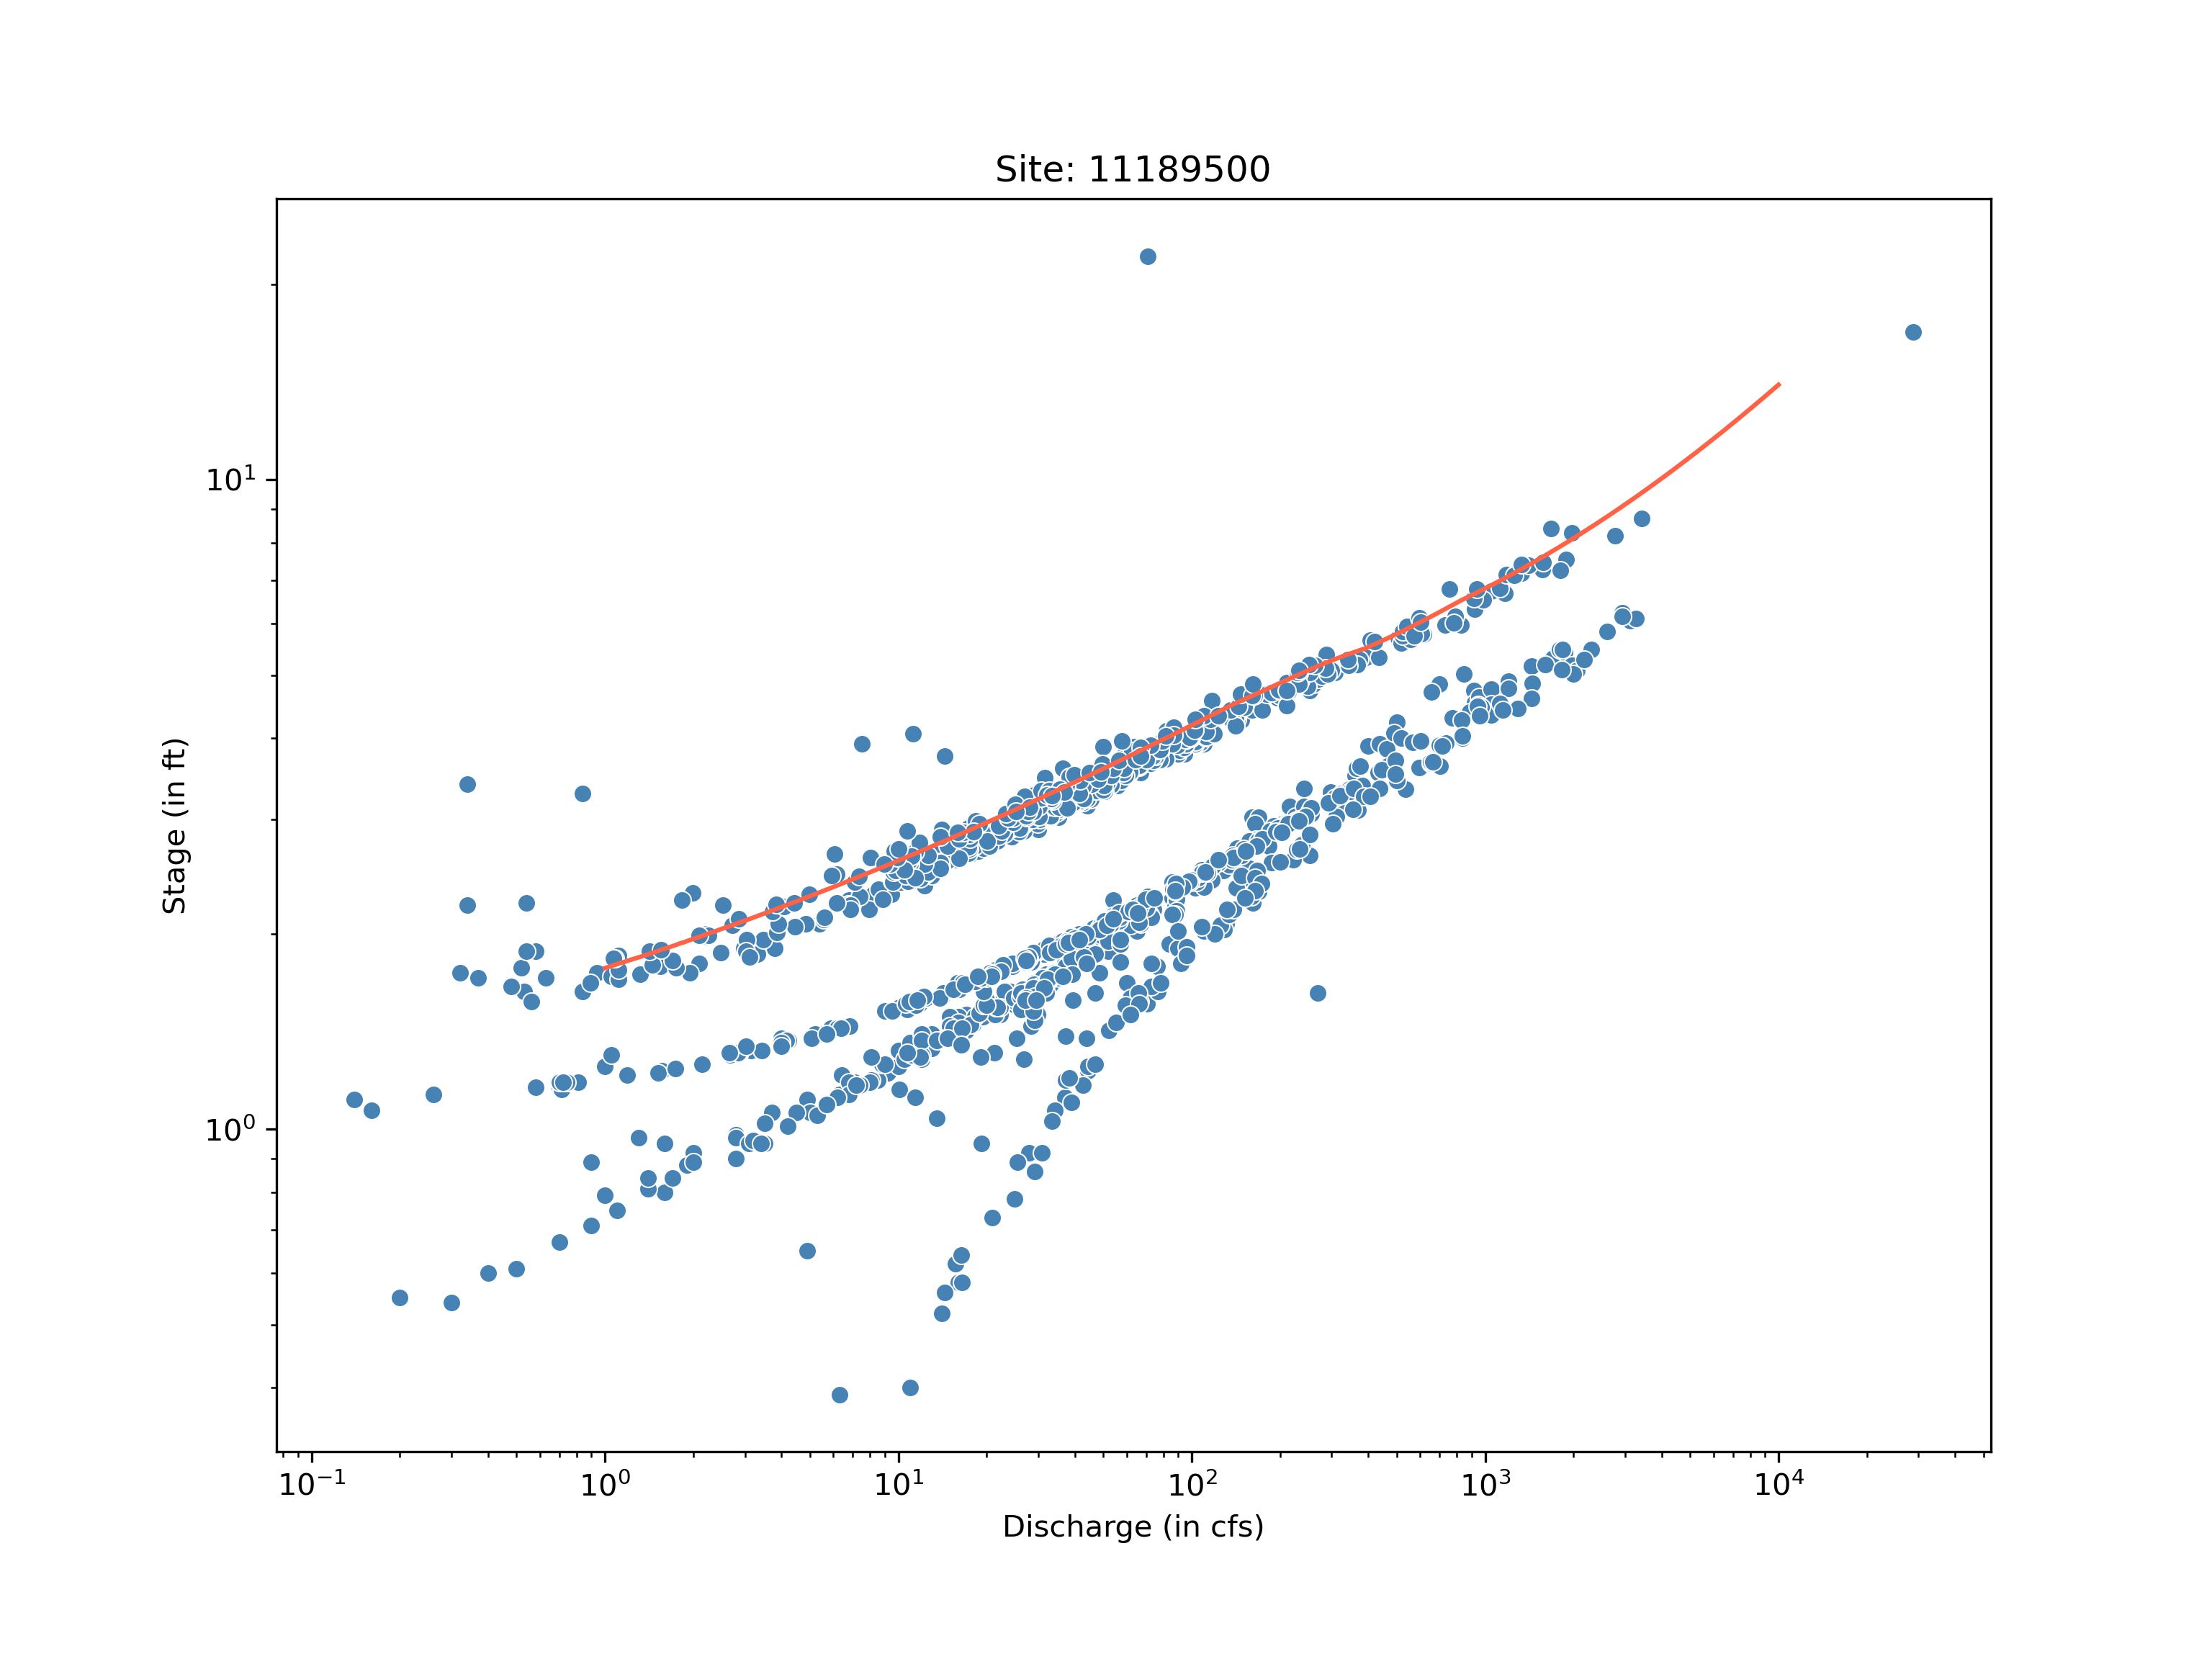 Site: 11189500
Stage (in ft)
10¹
10⁰
10⁻¹ 10⁰ 10¹ 10² 10³ 10⁴
Discharge (in cfs)